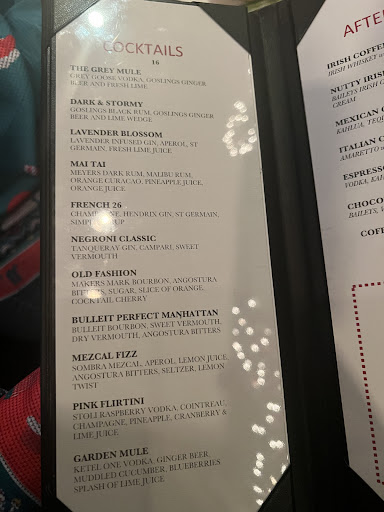 COCKTAILS
16
THE GREY MULE
GREY GOOSE VODKA, GOSLINGS GINGER
BEER AND FRESH LIME
DARK & STORMY
GOSLINGS BLACK RUM, GOSLINGS GINGER
BEER AND LIME WEDGE
LAVENDER BLOSSOM
LAVENDER INFUSED GIN, APEROL, ST
GERMAIN, FRESH LIME JUICE
MAI TAI
MEYERS DARK RUM, MALIBU RUM,
ORANGE CURACAO, PINEAPPLE JUICE,
ORANGE JUICE
FRENCH 26
CHAMPAGNE, HENDRIX GIN, ST GERMAIN,
SIMPLE SYRUP
NEGRONI CLASSIC
TANQUERAY GIN, CAMPARI, SWEET
VERMOUTH
OLD FASHION
MAKERS MARK BOURBON, ANGOSTURA
BITTERS, SUGAR, SLICE OF ORANGE,
COCKTAIL CHERRY
BULLEIT PERFECT MANHATTAN
BULLEIT BOURBON, SWEET VERMOUTH,
DRY VERMOUTH, ANGOSTURA BITTERS
MEZCAL FIZZ
SOMBRA MEZCAL, APEROL, LEMON JUICE,
ANGOSTURA BITTERS, SELTZER, LEMON
TWIST
PINK FLIRTINI
STOLI RASPBERRY VODKA, COINTREAU,
CHAMPAGNE, PINEAPPLE, CRANBERRY &
LIME JUICE
GARDEN MULE
KETEL ONE VODKA, GINGER BEER,
MUDDLED CUCUMBER, BLUEBERRIES
SPLASH OF LIME JUICE
AFTE
IRISH COFFE
IRISH WHISKEY
NUTTY IRIS
BAILEYS IRISH C
CREAM
MEXICAN
KAHLUA, TEQ
ITALIAN C
AMARETTO
ESPRESS
VODKA, KAH
CHOCO
BAILEYS, V
COFF